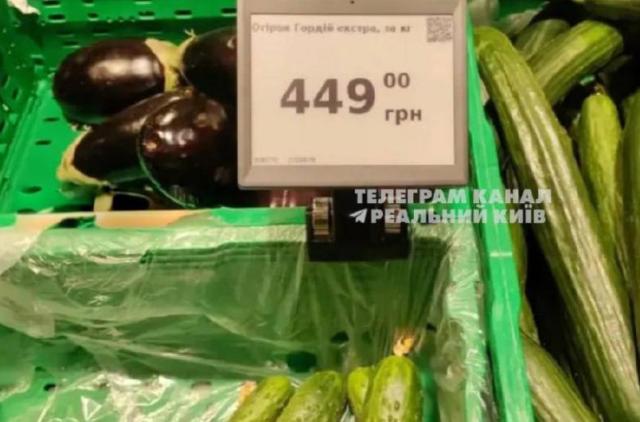 Огірок Гордій екстра, за кг
449 00
грн
ТЕЛЕГРАМ КАНАЛ
РЕАЛЬНИЙ КИЇВ